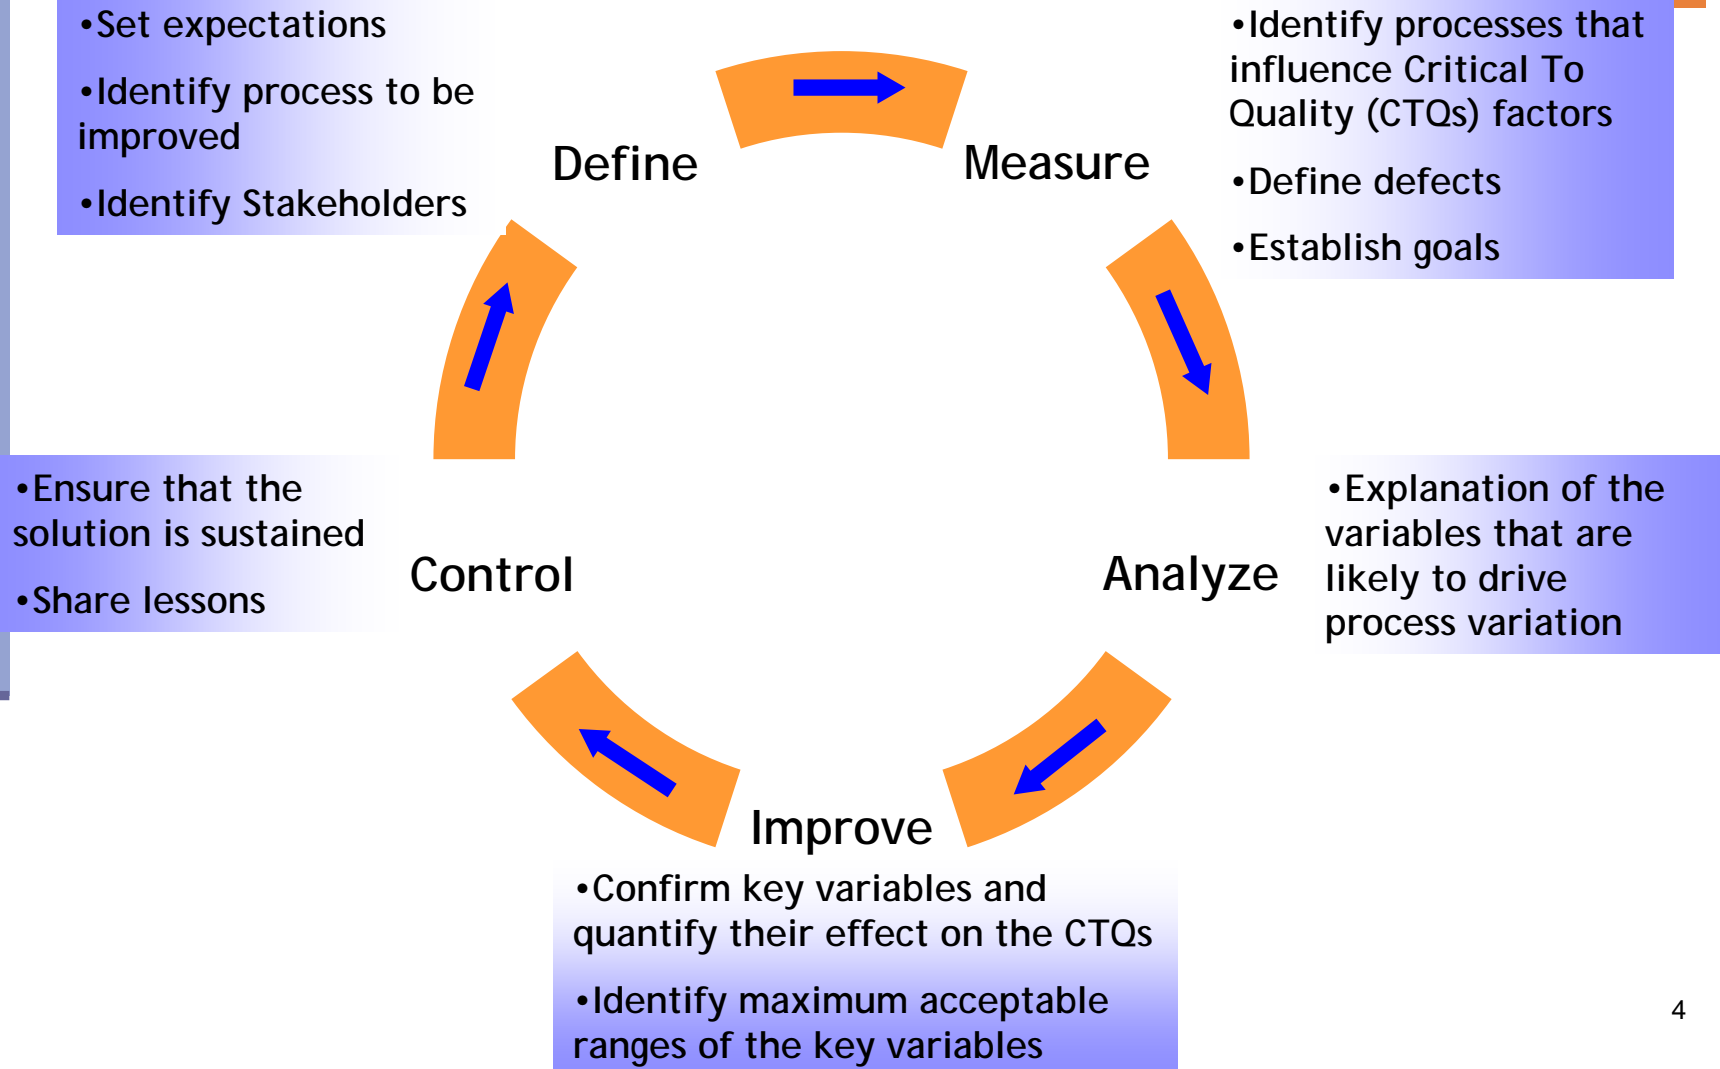 •Set expectations
•Identify process to be
improved
•Identify Stakeholders
Define
Measure
•Identify processes that
influence Critical To
Quality (CTQs) factors
•Define defects
•Establish goals
•Ensure that the
solution is sustained
•Share lessons
Control
Analyze
•Explanation of the
variables that are
likely to drive
process variation
Improve
•Confirm key variables and
quantify their effect on the CTQs
•Identify maximum acceptable
ranges of the key variables
4